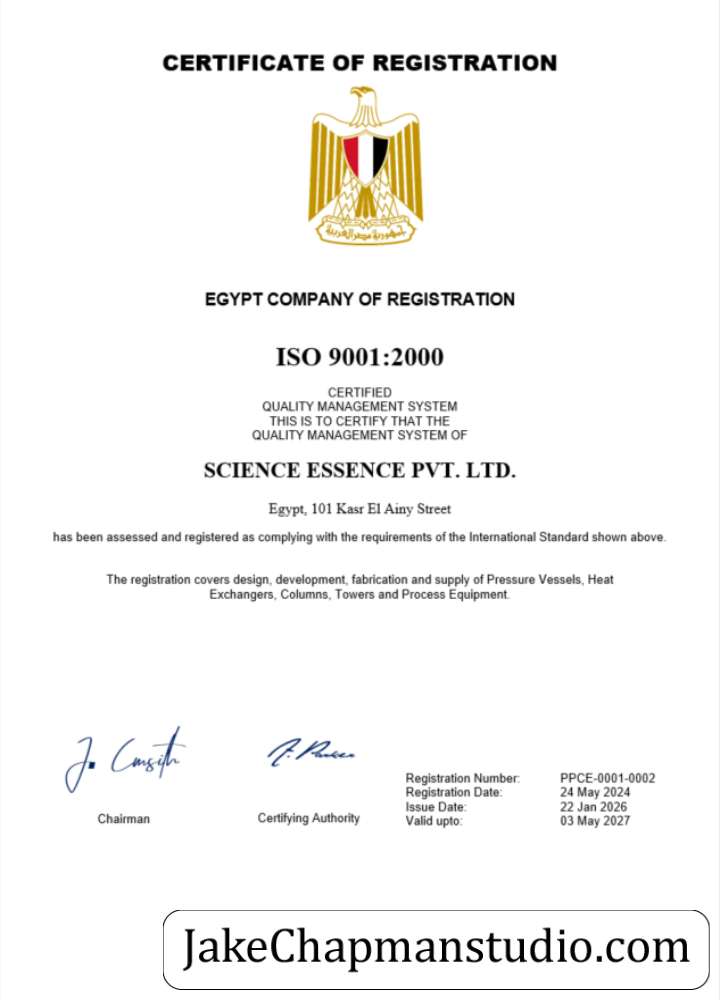 CERTIFICATE OF REGISTRATION
جمهورية مصر العربية
EGYPT COMPANY OF REGISTRATION
ISO 9001:2000
CERTIFIED
QUALITY MANAGEMENT SYSTEM
THIS IS TO CERTIFY THAT THE
QUALITY MANAGEMENT SYSTEM OF
SCIENCE ESSENCE PVT. LTD.
Egypt, 101 Kasr El Ainy Street
has been assessed and registered as complying with the requirements of the International Standard shown above.
The registration covers design, development, fabrication and supply of Pressure Vessels, Heat
Exchangers, Columns, Towers and Process Equipment.
Chairman
Certifying Authority
Registration Number: PPCE-0001-0002
Registration Date: 24 May 2024
Issue Date: 22 Jan 2026
Valid upto: 03 May 2027
JakeChapmanstudio.com